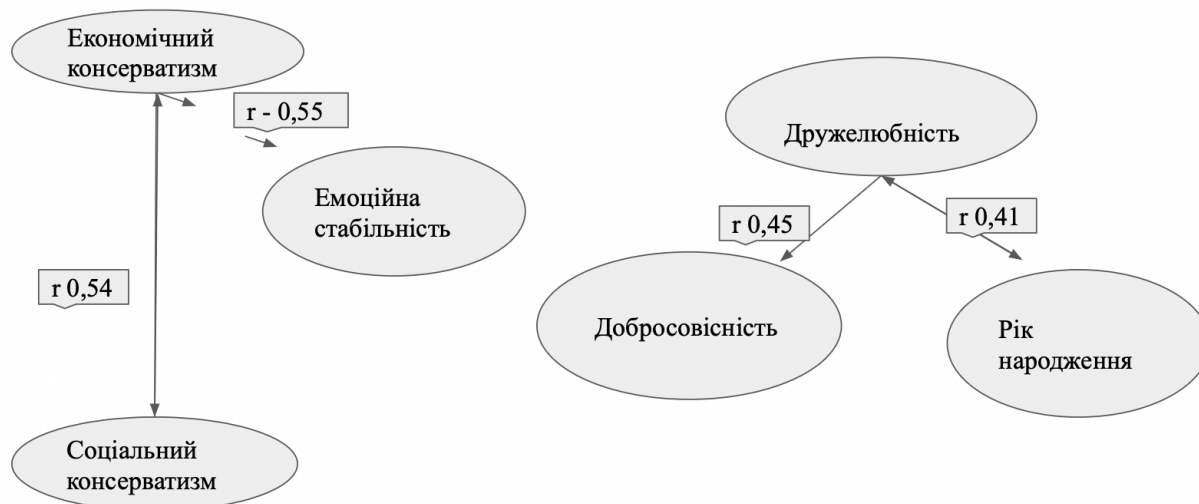 Економічний
консерватизм
r - 0,55
Емоційна
стабільність
r 0,54
Соціальний
консерватизм
Дружелюбність
r 0,45
r 0,41
Добросовісність
Рік
народження